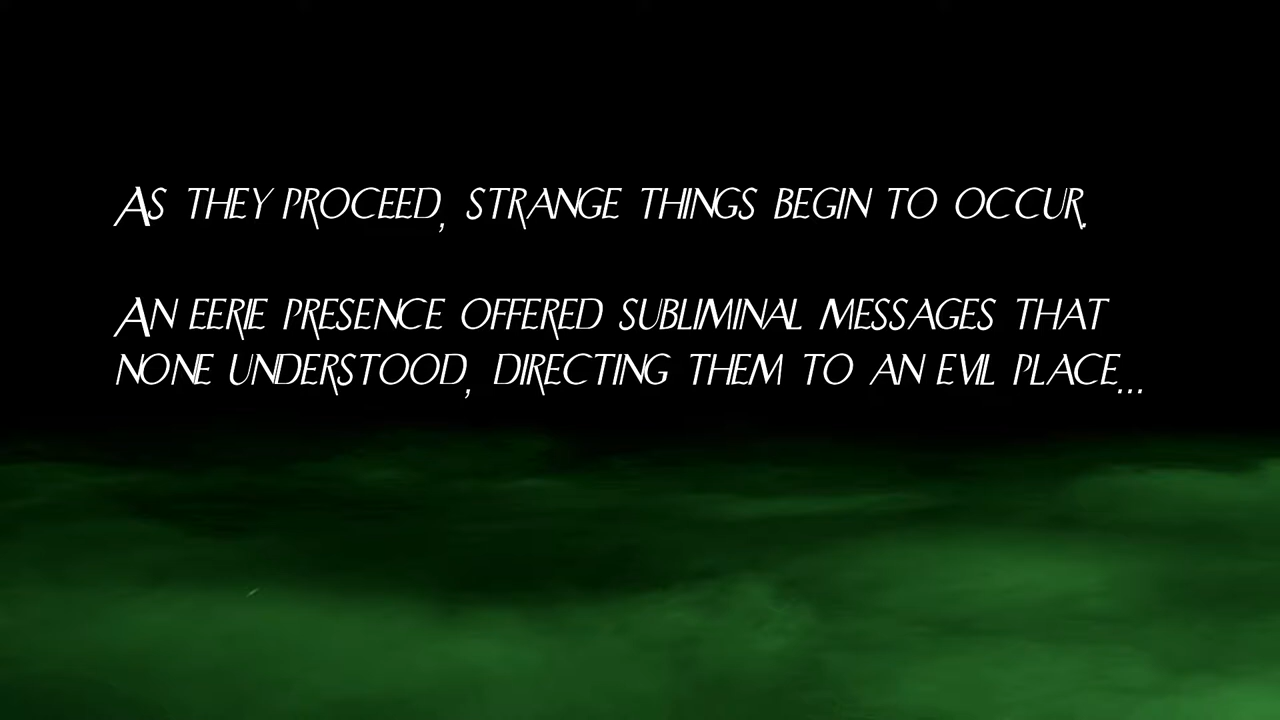 As they proceed, strange things begin to occur.
An eerie presence offered subliminal messages that
none understood, directing them to an evil place...